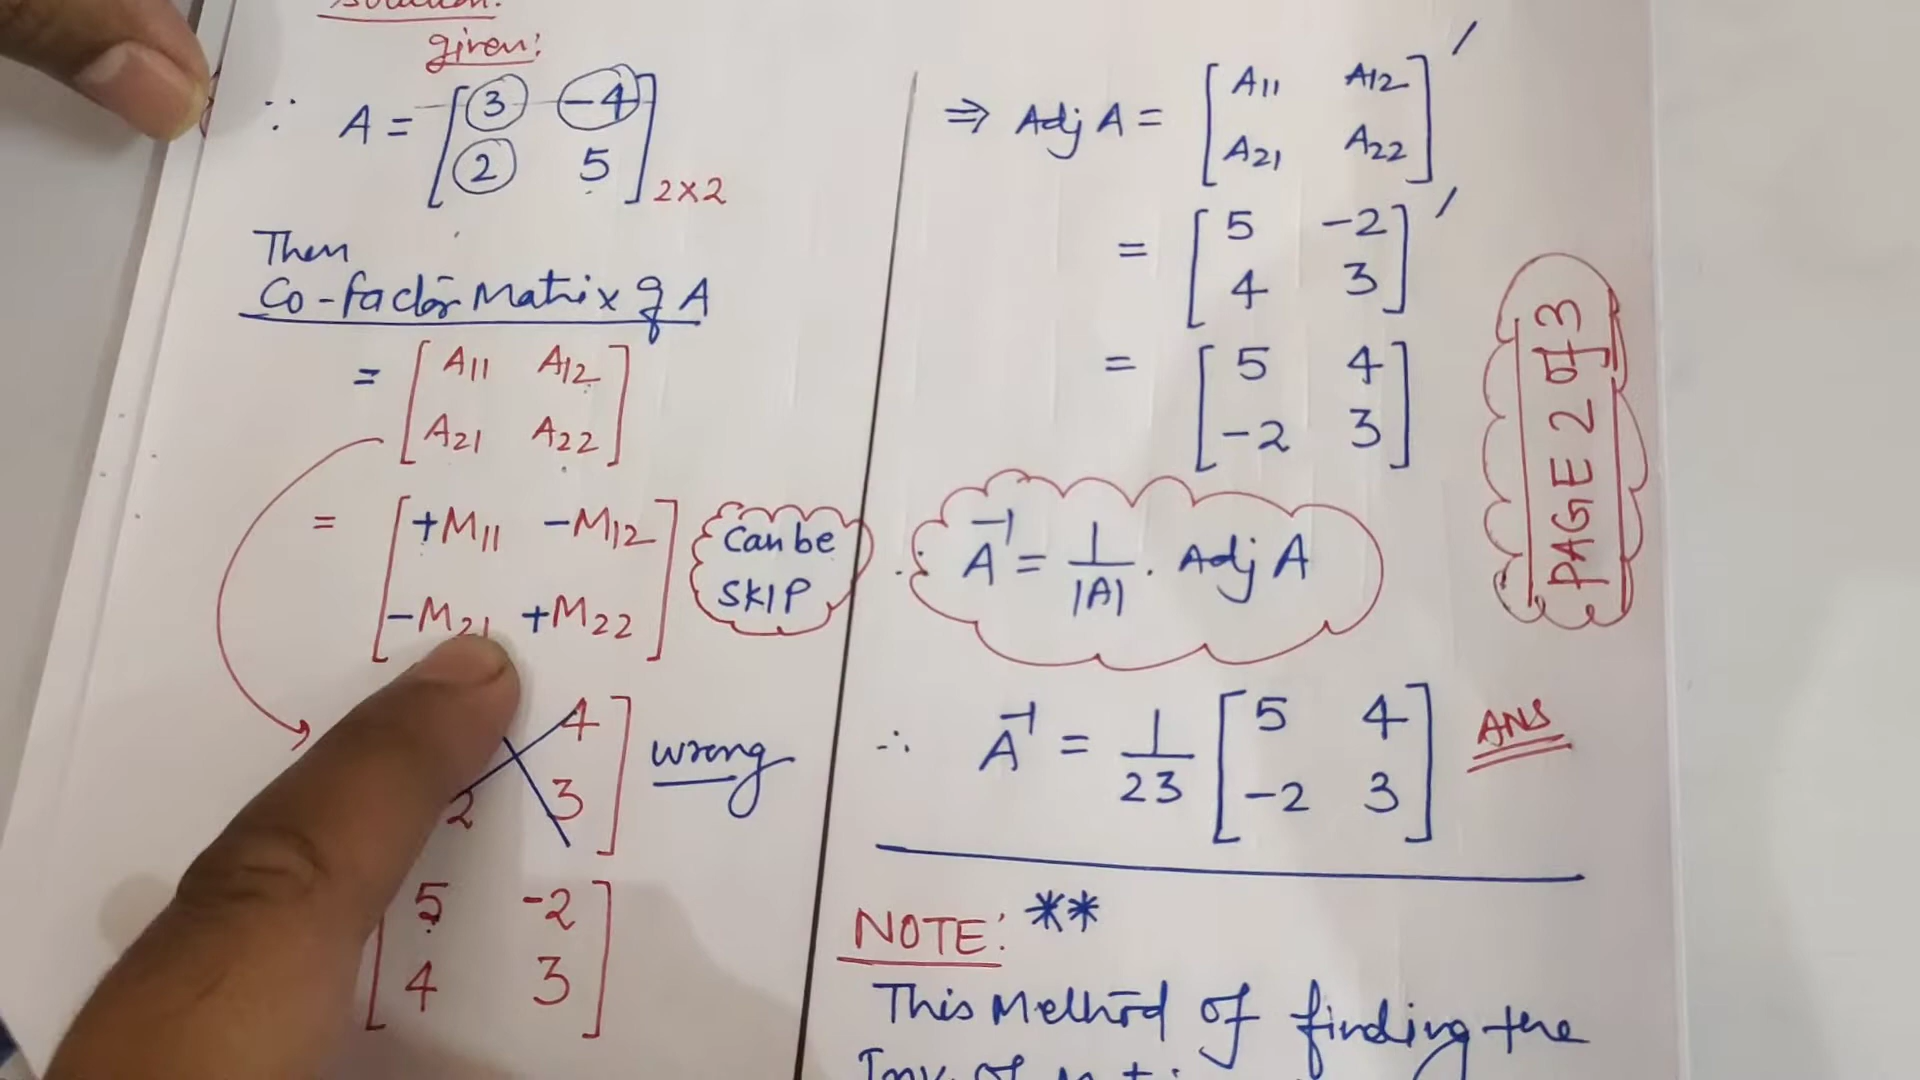 Solution:
given:
∵ A = [ 3 -4
2 5 ] 2×2
Then
Co-factor Matrix of A
= [ A11 A12
A21 A22 ]
= [ +M11 -M12
-M21 +M22 ]
Can be
SKIP
4
2 3 ] wrong
[ 5 -2
4 3 ]
⇒ Adj A = [ A11 A12
A21 A22 ]′
= [ 5 -2
4 3 ]′
= [ 5 4
-2 3 ]
∴ A⁻¹ = 1/|A| . Adj A
∴ A⁻¹ = 1/23 [ 5 4
-2 3 ] ANS
NOTE: **
This Method of finding the
PAGE 2 of 3